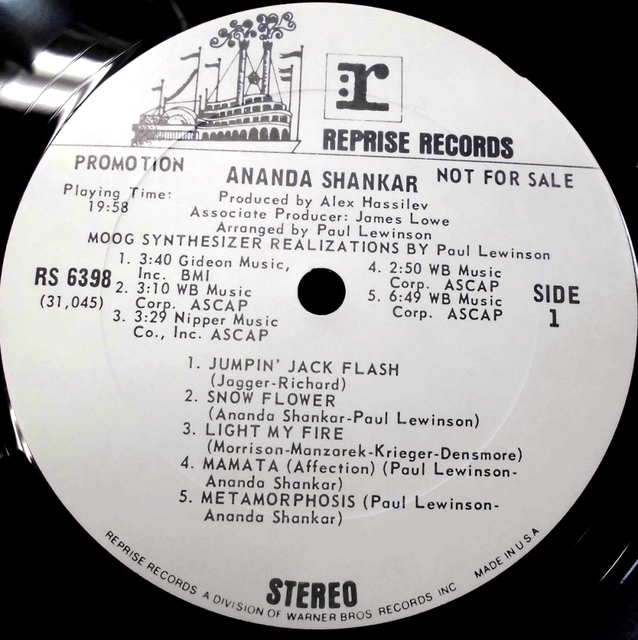 :r
REPRISE RECORDS
PROMOTION
ANANDA SHANKAR
NOT FOR SALE
Playing Time:
19:58
Produced by Alex Hassilev
Associate Producer: James Lowe
Arranged by Paul Lewinson
MOOG SYNTHESIZER REALIZATIONS BY Paul Lewinson
RS 6398
(31,045)
1. 3:40 Gideon Music,
Inc. BMI
2. 3:10 WB Music
Corp. ASCAP
3. 3:29 Nipper Music
Co., Inc. ASCAP
4. 2:50 WB Music
Corp. ASCAP
5. 6:49 WB Music
Corp. ASCAP
SIDE
1
1. JUMPIN' JACK FLASH
(Jagger-Richard)
2. SNOW FLOWER
(Ananda Shankar-Paul Lewinson)
3. LIGHT MY FIRE
(Morrison-Manzarek-Krieger-Densmore)
4. MAMATA (Affection) (Paul Lewinson-
Ananda Shankar)
5. METAMORPHOSIS (Paul Lewinson-
Ananda Shankar)
STEREO
REPRISE RECORDS A DIVISION OF WARNER BROS RECORDS INC MADE IN U.S.A.